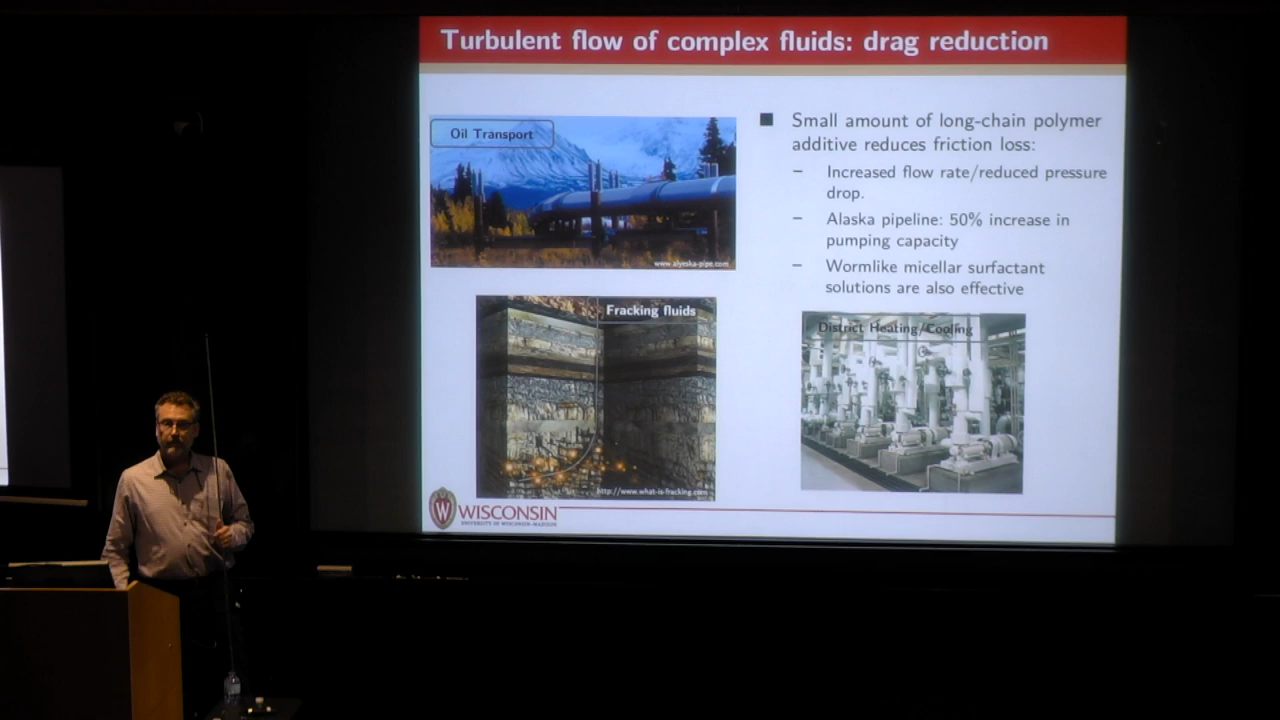 Turbulent flow of complex fluids: drag reduction
Oil Transport
www.alyeska-pipe.com
Fracking fluids
http://www.what-is-fracking.com
Small amount of long-chain polymer
additive reduces friction loss:
– Increased flow rate/reduced pressure
drop.
– Alaska pipeline: 50% increase in
pumping capacity
– Wormlike micellar surfactant
solutions are also effective
District Heating/Cooling
W
WISCONSIN
UNIVERSITY OF WISCONSIN–MADISON